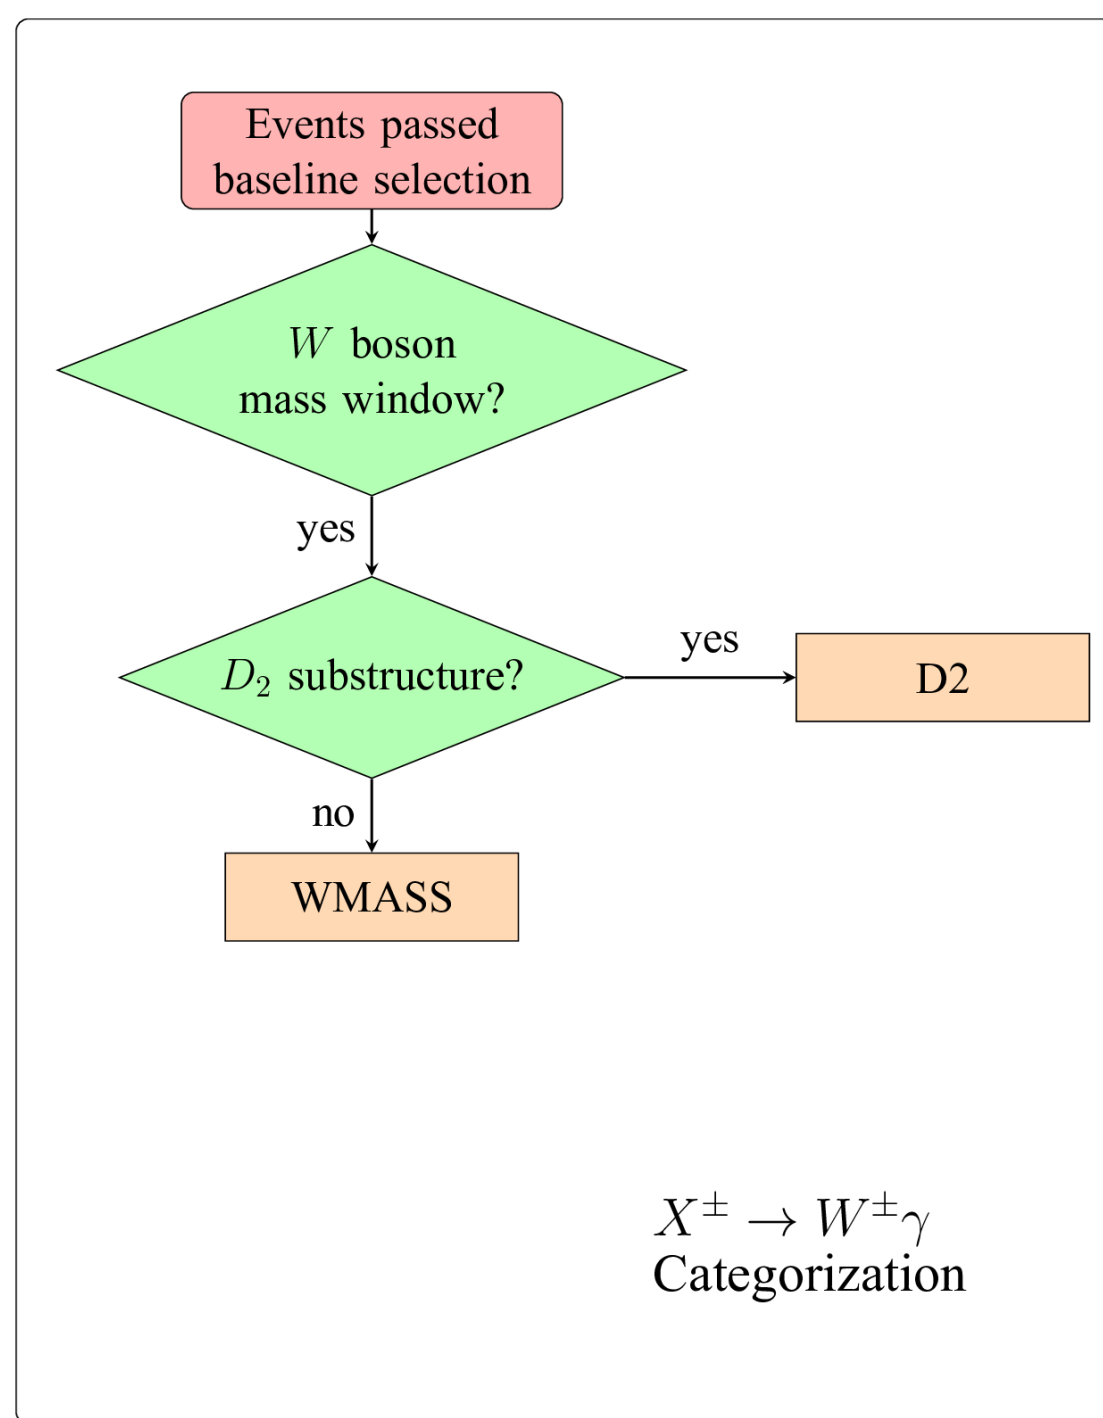 Events passed
baseline selection
W boson
mass window?
yes
D₂ substructure?
yes
D2
no
WMASS
X± → W±γ
Categorization